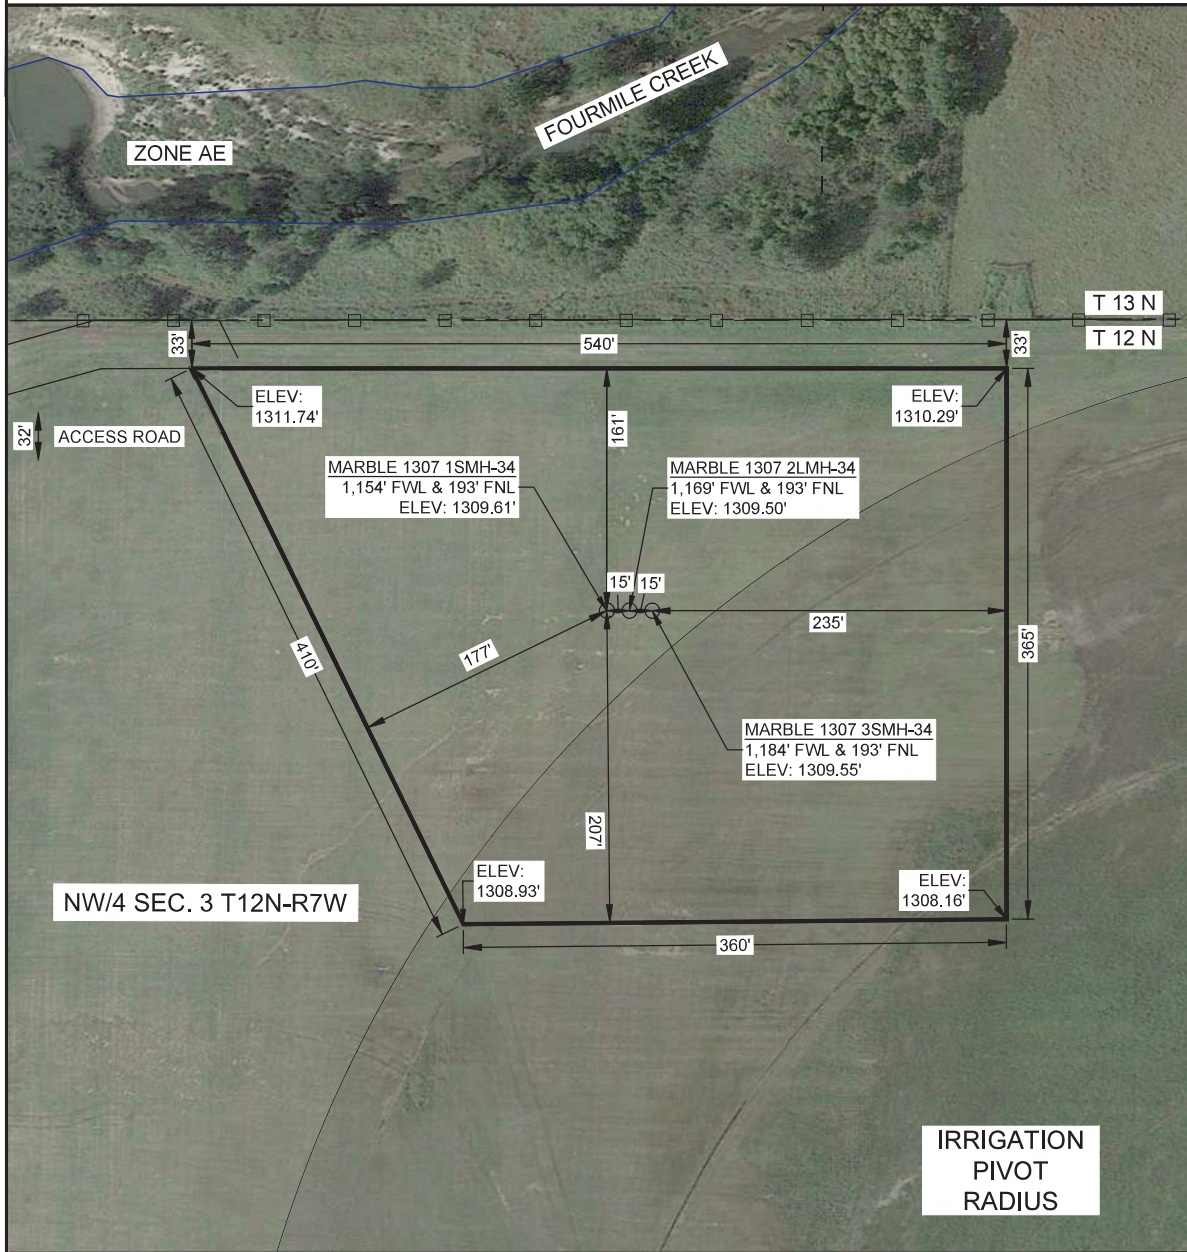 FOURMILE CREEK
ZONE AE
T 13 N
T 12 N
33'
540'
33'
ELEV:
1311.74'
ELEV:
1310.29'
32'
ACCESS ROAD
161'
MARBLE 1307 1SMH-34
1,154' FWL & 193' FNL
ELEV: 1309.61'
MARBLE 1307 2LMH-34
1,169' FWL & 193' FNL
ELEV: 1309.50'
15'
15'
235'
365'
177'
410'
MARBLE 1307 3SMH-34
1,184' FWL & 193' FNL
ELEV: 1309.55'
207'
ELEV:
1308.93'
ELEV:
1308.16'
NW/4 SEC. 3 T12N-R7W
360'
IRRIGATION
PIVOT
RADIUS